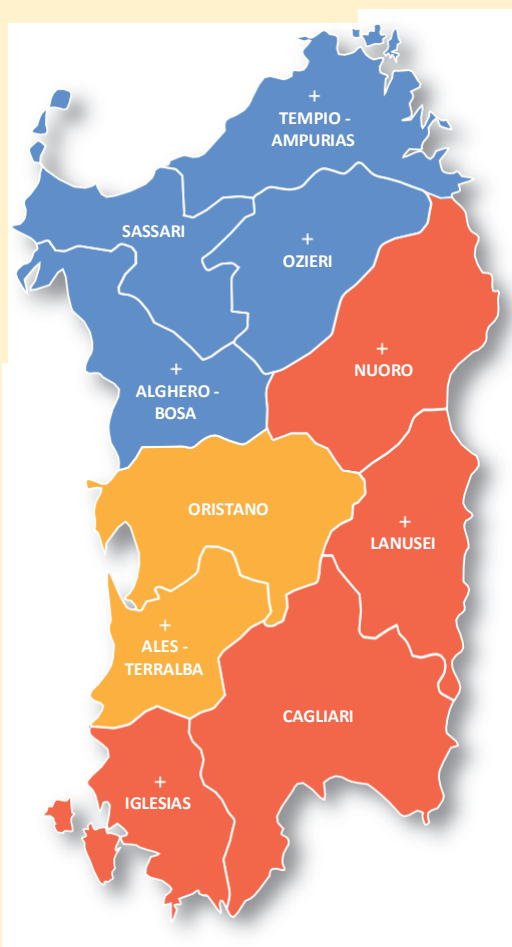 TEMPIO -
AMPURIAS
SASSARI
OZIERI
NUORO
ALGHERO -
BOSA
ORISTANO
LANUSEI
ALES -
TERRALBA
CAGLIARI
IGLESIAS